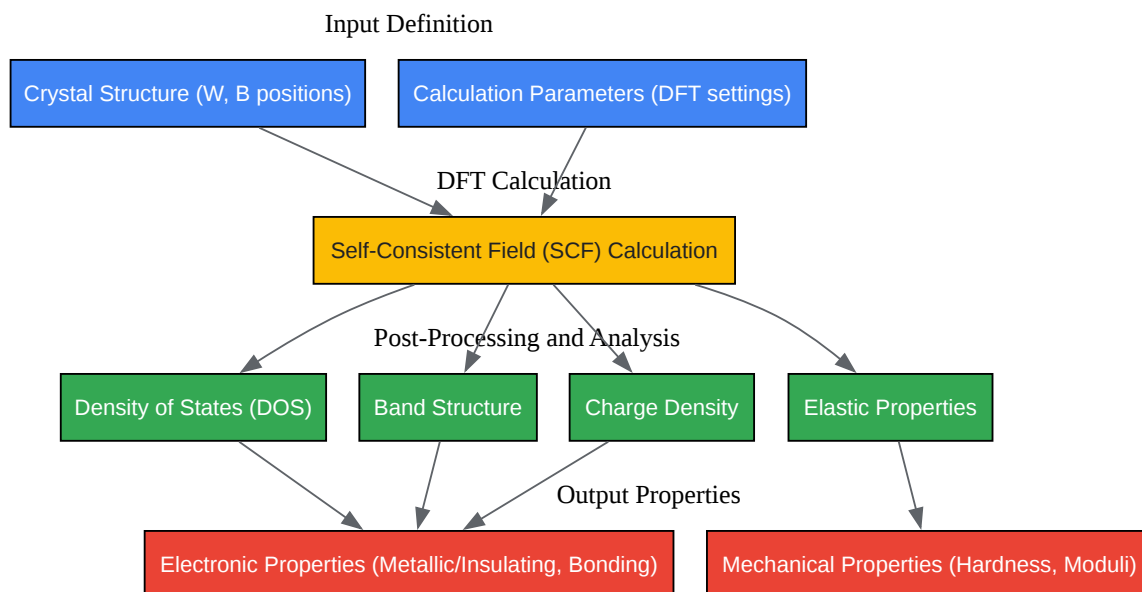 Input Definition
Crystal Structure (W, B positions)
Calculation Parameters (DFT settings)
DFT Calculation
Self-Consistent Field (SCF) Calculation
Post-Processing and Analysis
Density of States (DOS)
Band Structure
Charge Density
Elastic Properties
Output Properties
Electronic Properties (Metallic/Insulating, Bonding)
Mechanical Properties (Hardness, Moduli)